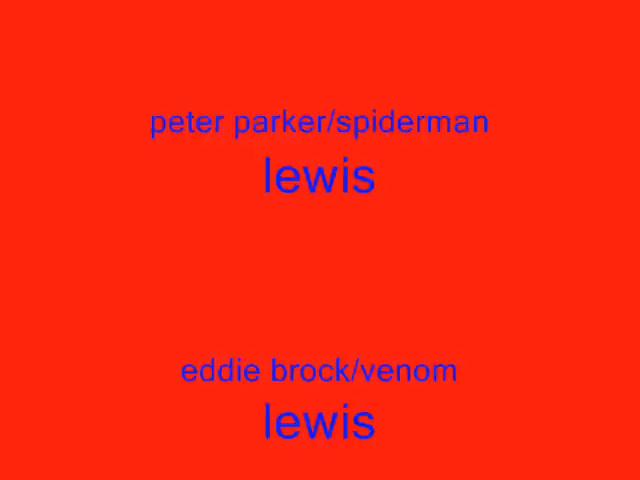 peter parker/spiderman
lewis
eddie brock/venom
lewis